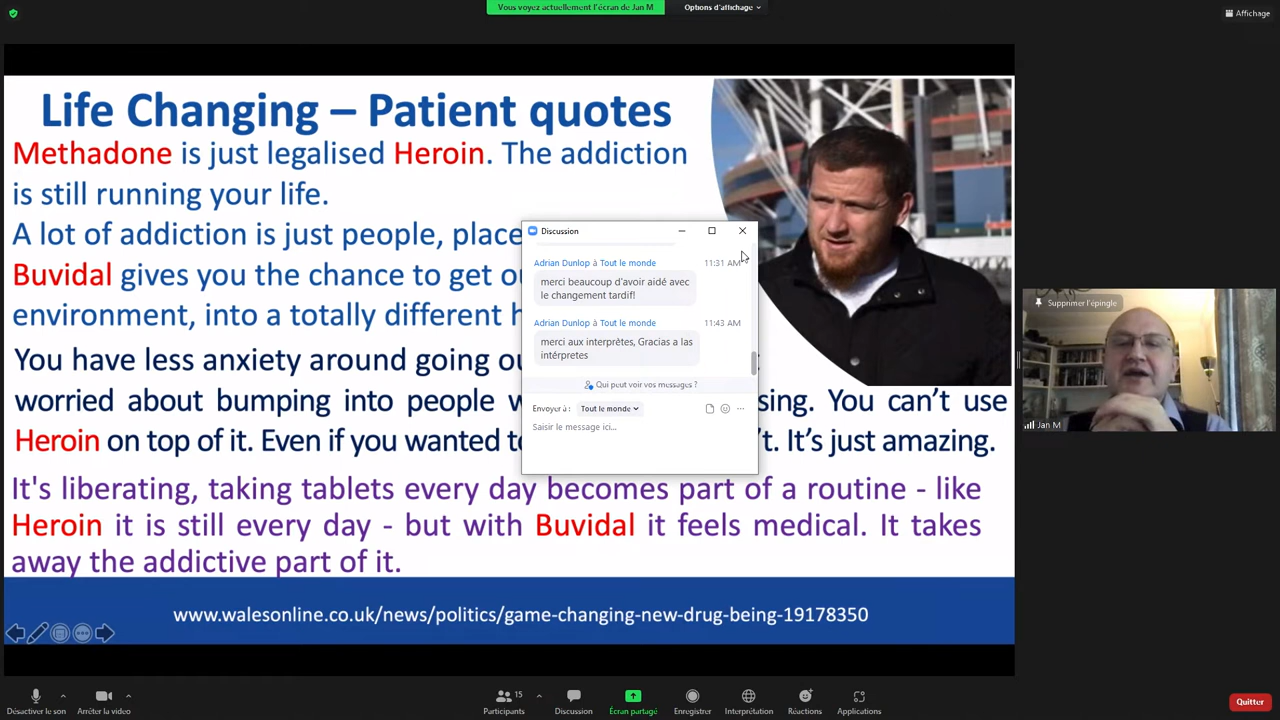 Vous voyez actuellement l'écran de Jan M
Options d'affichage
Affichage
Life Changing – Patient quotes
Methadone is just legalised Heroin. The addiction
is still running your life.
A lot of addiction is just people, place
Buvidal gives you the chance to get
environment, into a totally different
You have less anxiety around going
worried about bumping into people
sing. You can't use
Heroin on top of it. Even if you wanted
It's just amazing.
It's liberating, taking tablets every day becomes part of a routine - like
Heroin it is still every day - but with Buvidal it feels medical. It takes
away the addictive part of it.
www.walesonline.co.uk/news/politics/game-changing-new-drug-being-19178350
Discussion
Adrian Dunlop à Tout le monde 11:31 AM
merci beaucoup d'avoir aidé avec
le changement tardif!
Adrian Dunlop à Tout le monde 11:43 AM
merci aux interprêtes, Gracias a las
intérpretes
Qui peut voir vos messages ?
Envoyer à : Tout le monde
Saisir le message ici...
Supprimer l'épingle
Jan M
Désactiver le son
Arrêter la vidéo
15
Participants
Discussion
Écran partagé
Enregistrer
Interprétation
Réactions
Applications
Quitter